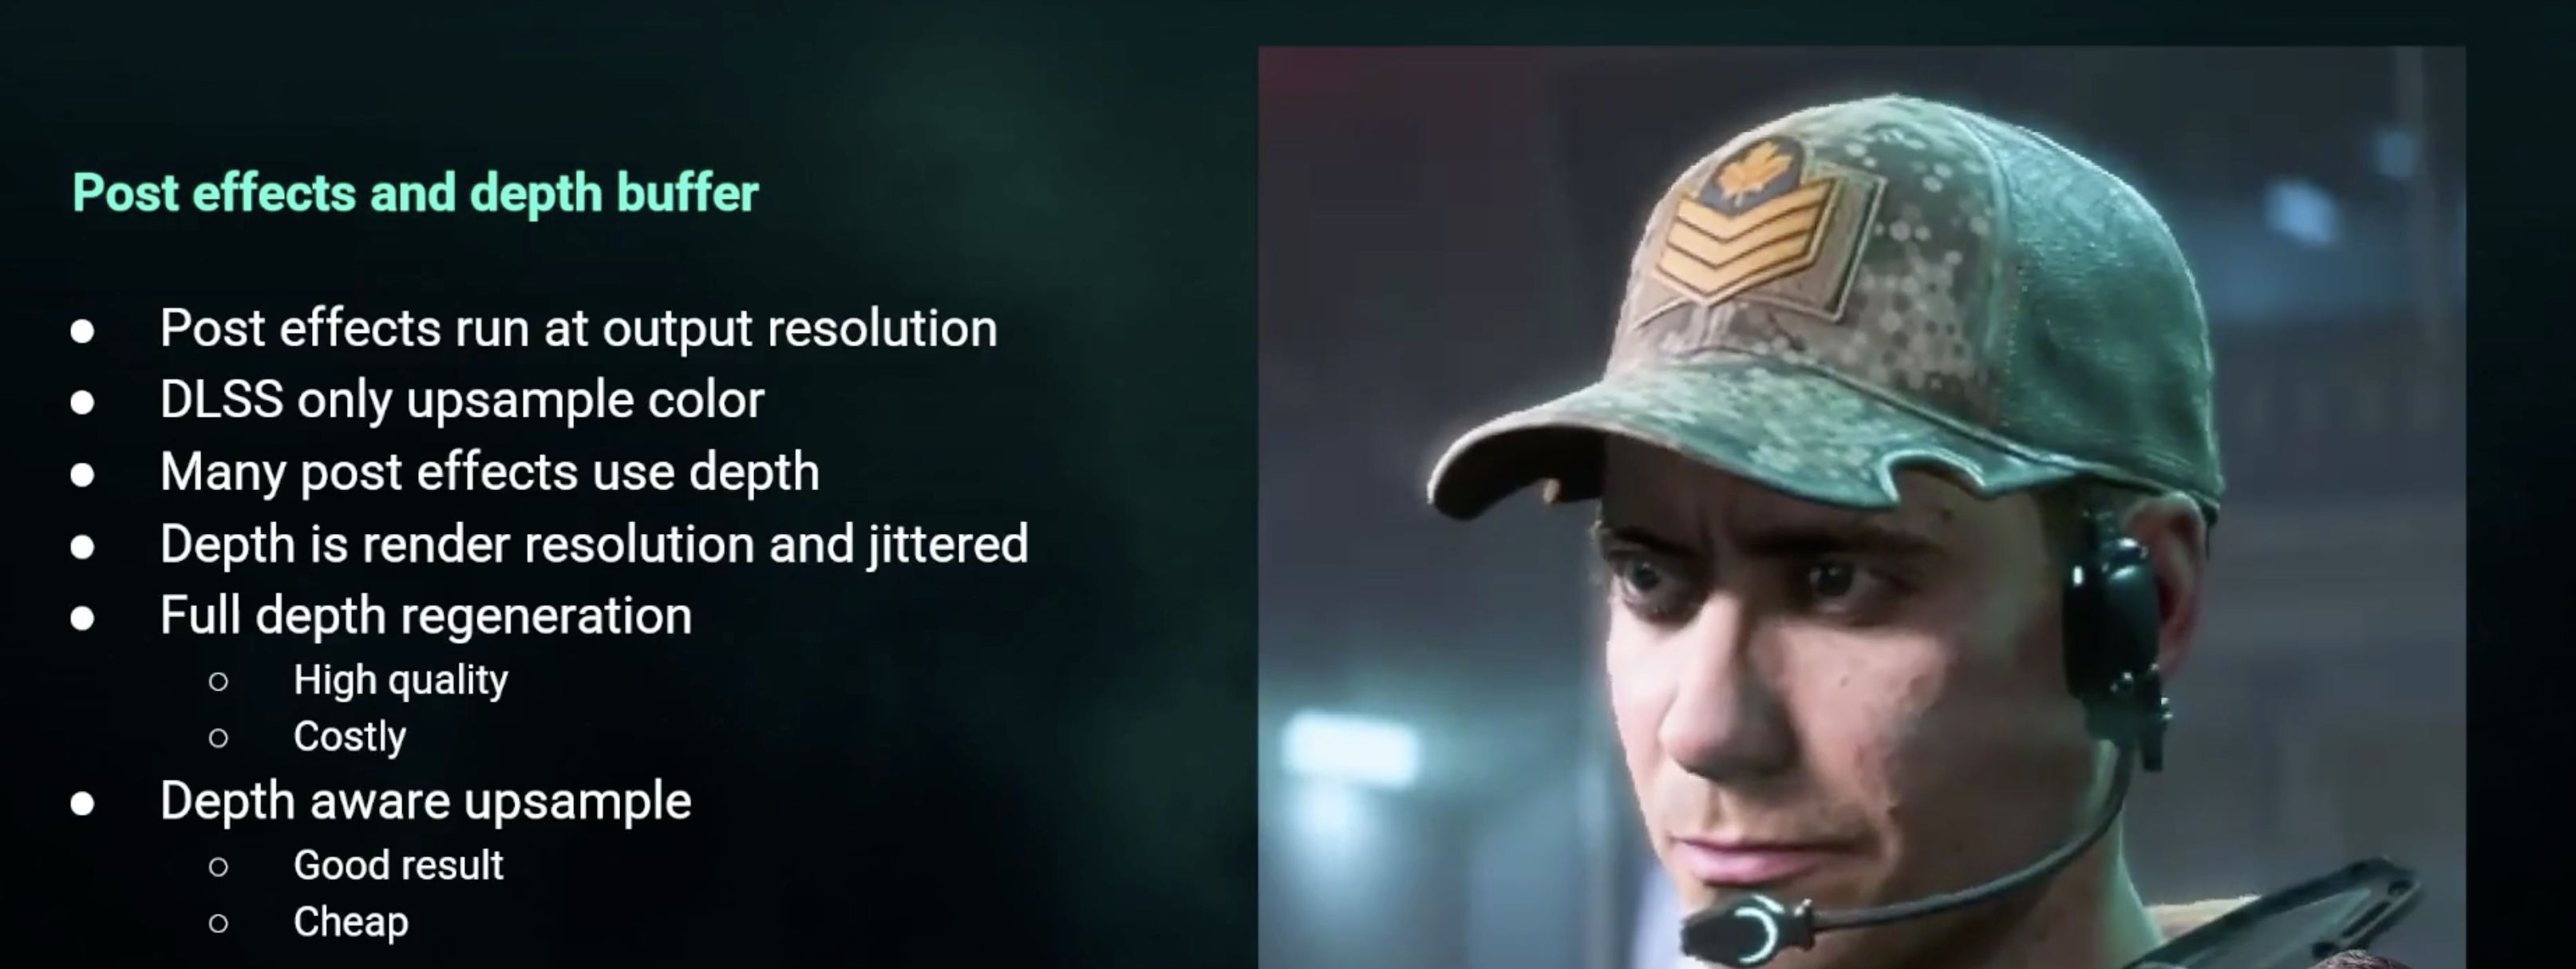 Post effects and depth buffer
● Post effects run at output resolution
● DLSS only upsample color
● Many post effects use depth
● Depth is render resolution and jittered
● Full depth regeneration
○ High quality
○ Costly
● Depth aware upsample
○ Good result
○ Cheap